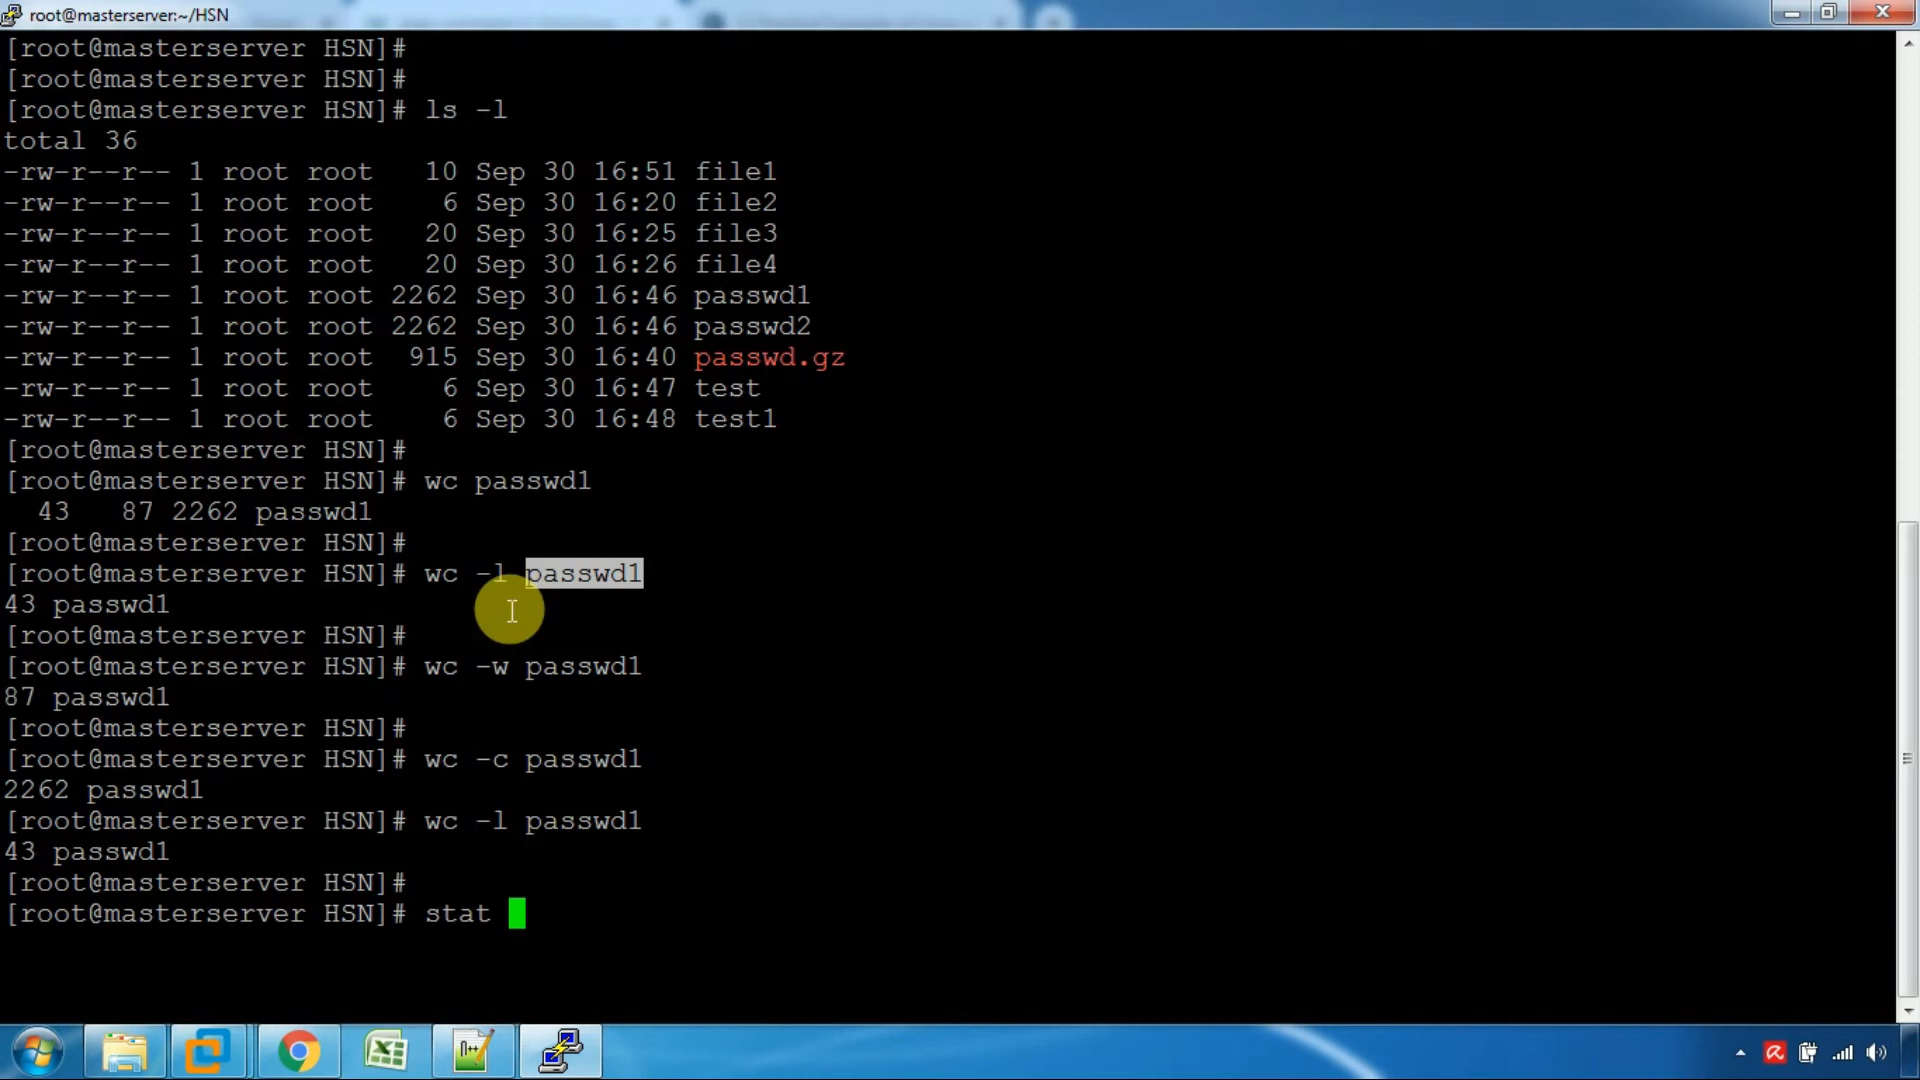 root@masterserver:~/HSN
[root@masterserver HSN]#
[root@masterserver HSN]#
[root@masterserver HSN]# ls -l
total 36
-rw-r--r-- 1 root root   10 Sep 30 16:51 file1
-rw-r--r-- 1 root root    6 Sep 30 16:20 file2
-rw-r--r-- 1 root root   20 Sep 30 16:25 file3
-rw-r--r-- 1 root root   20 Sep 30 16:26 file4
-rw-r--r-- 1 root root 2262 Sep 30 16:46 passwd1
-rw-r--r-- 1 root root 2262 Sep 30 16:46 passwd2
-rw-r--r-- 1 root root  915 Sep 30 16:40 passwd.gz
-rw-r--r-- 1 root root    6 Sep 30 16:47 test
-rw-r--r-- 1 root root    6 Sep 30 16:48 test1
[root@masterserver HSN]#
[root@masterserver HSN]# wc passwd1
  43   87 2262 passwd1
[root@masterserver HSN]#
[root@masterserver HSN]# wc -l passwd1
43 passwd1
[root@masterserver HSN]#
[root@masterserver HSN]# wc -w passwd1
87 passwd1
[root@masterserver HSN]#
[root@masterserver HSN]# wc -c passwd1
2262 passwd1
[root@masterserver HSN]# wc -l passwd1
43 passwd1
[root@masterserver HSN]#
[root@masterserver HSN]# stat